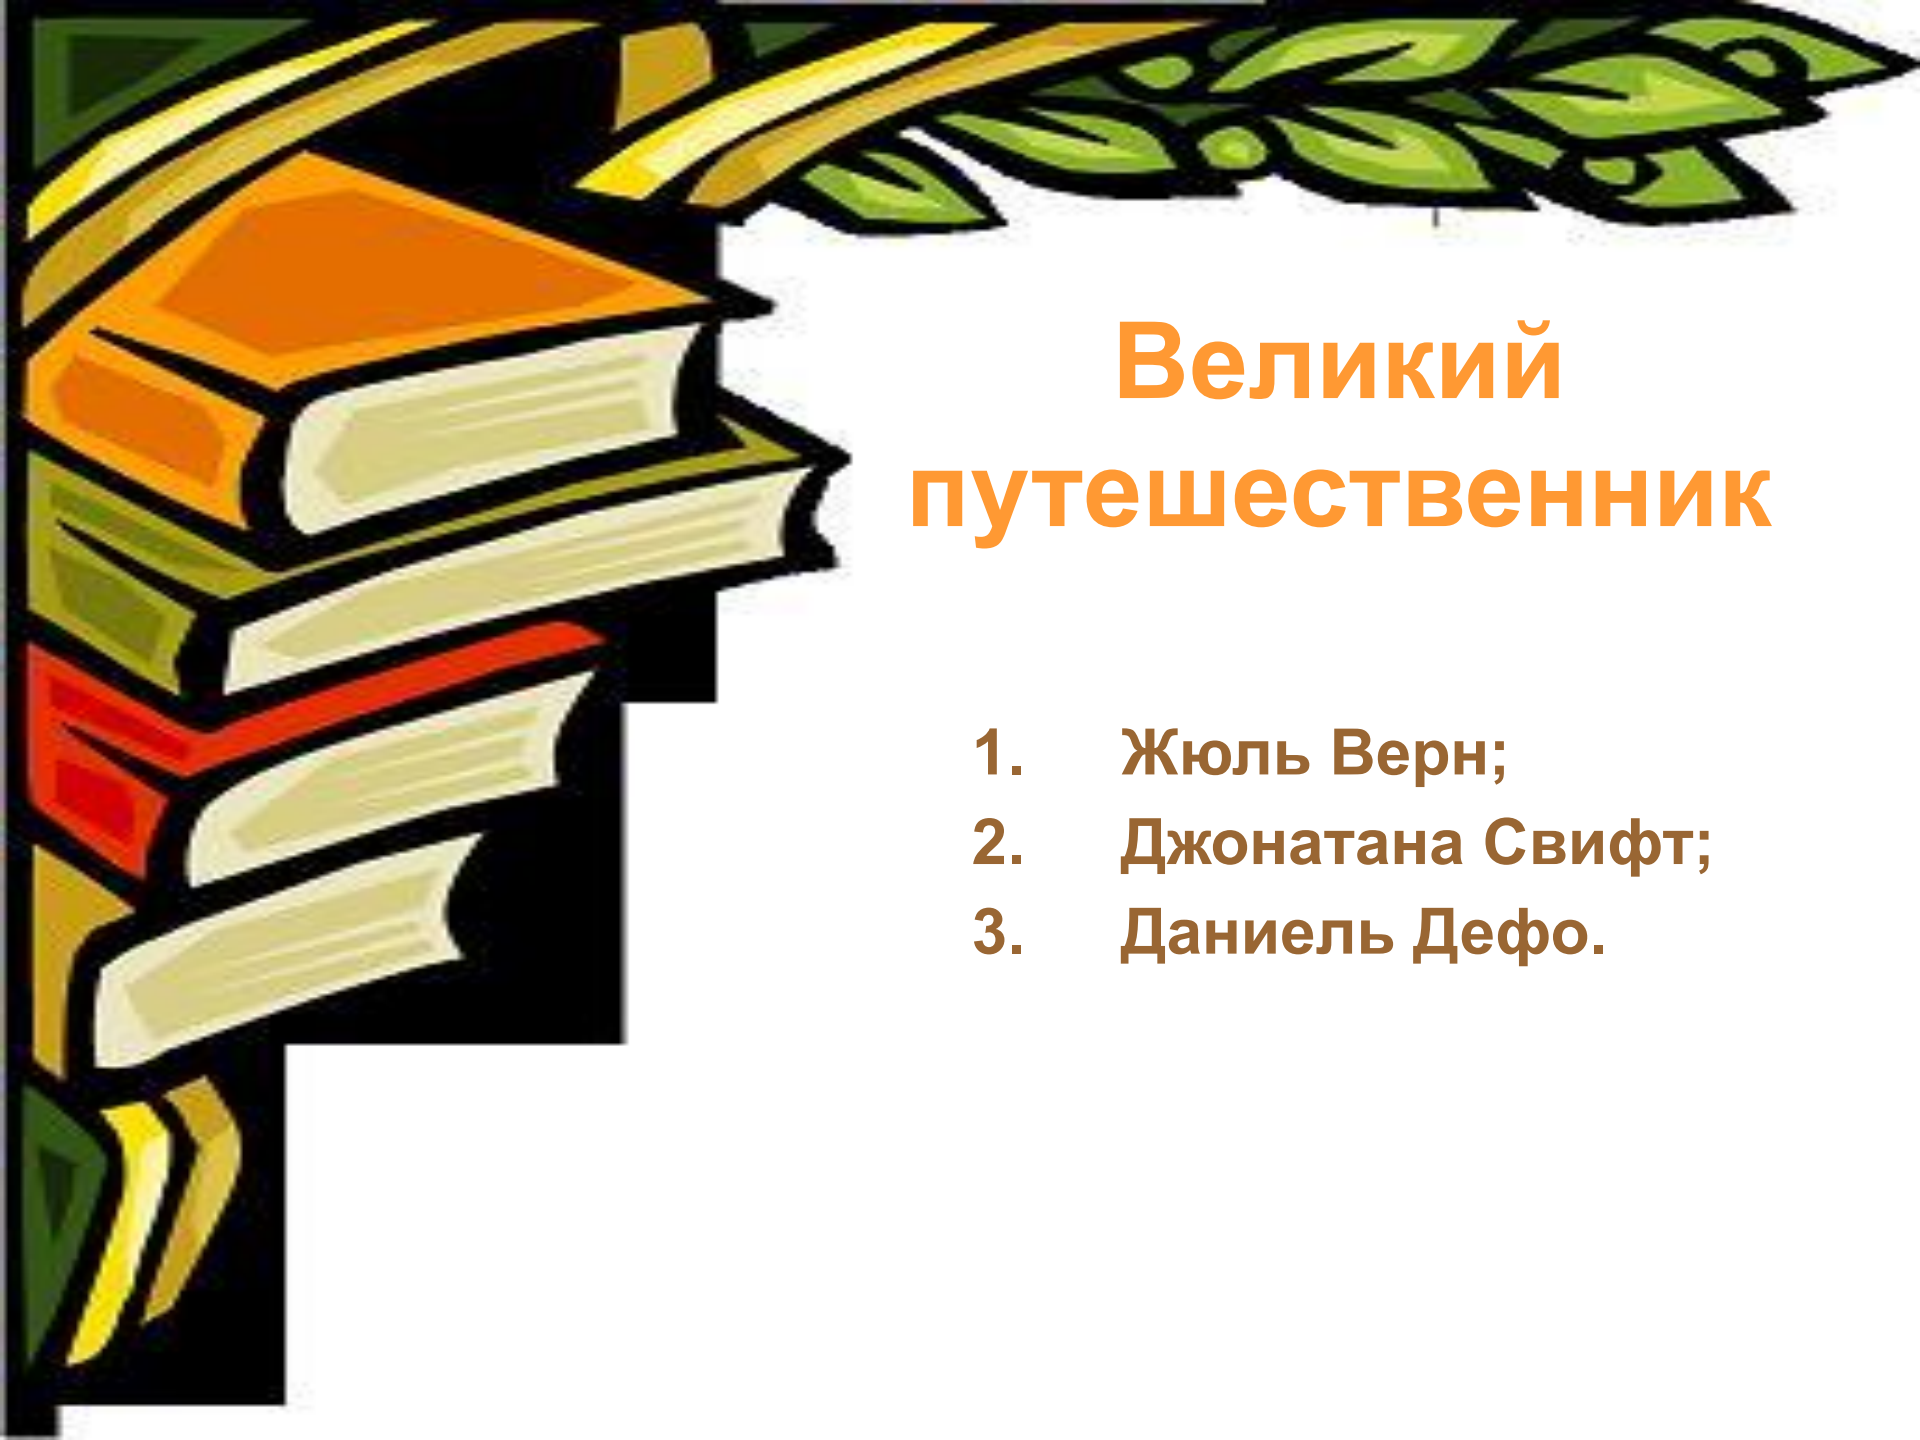 Великий
путешественник
1. Жюль Верн;
2. Джонатана Свифт;
3. Даниель Дефо.